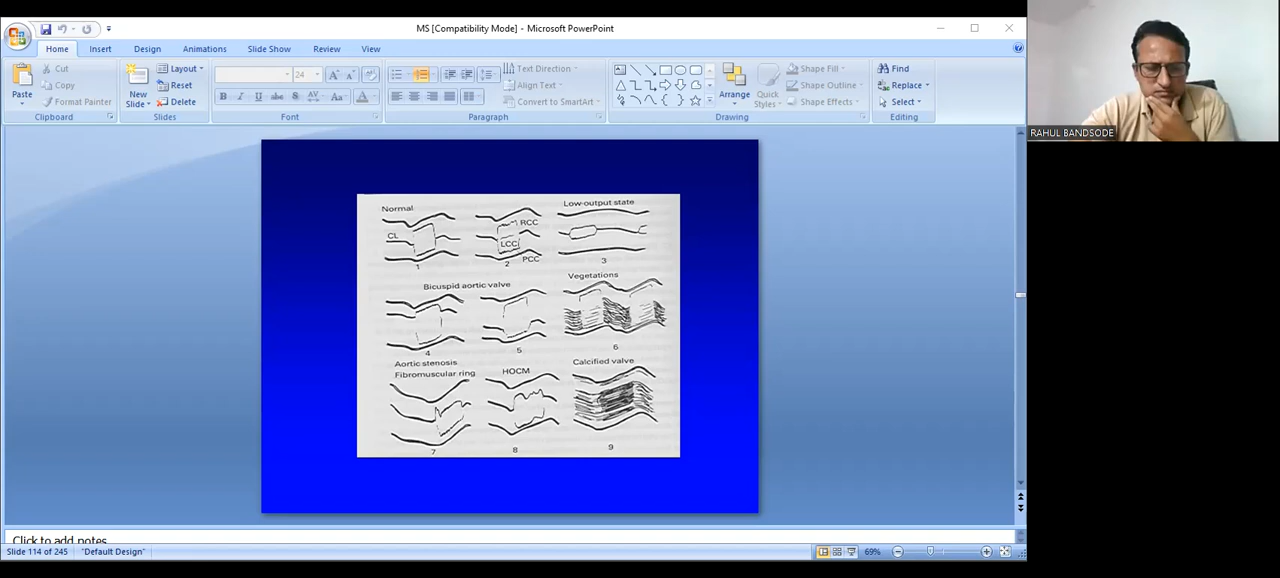 MS [Compatibility Mode] - Microsoft PowerPoint
Home Insert Design Animations Slide Show Review View
Paste
Cut
Copy
Format Painter
Clipboard
New Slide
Layout
Reset
Delete
Slides
24
Font
Text Direction
Align Text
Convert to SmartArt
Paragraph
Arrange
Quick Styles
Shape Fill
Shape Outline
Shape Effects
Drawing
Find
Replace
Select
Editing
RAHUL BANDSODE
Normal
Low-output state
CL
RCC
LCC
PCC
1
2
3
Bicuspid aortic valve
Vegetations
4
5
6
Aortic stenosis
Fibromuscular ring
HOCM
Calcified valve
7
8
9
Click to add notes
Slide 114 of 245
"Default Design"
69%